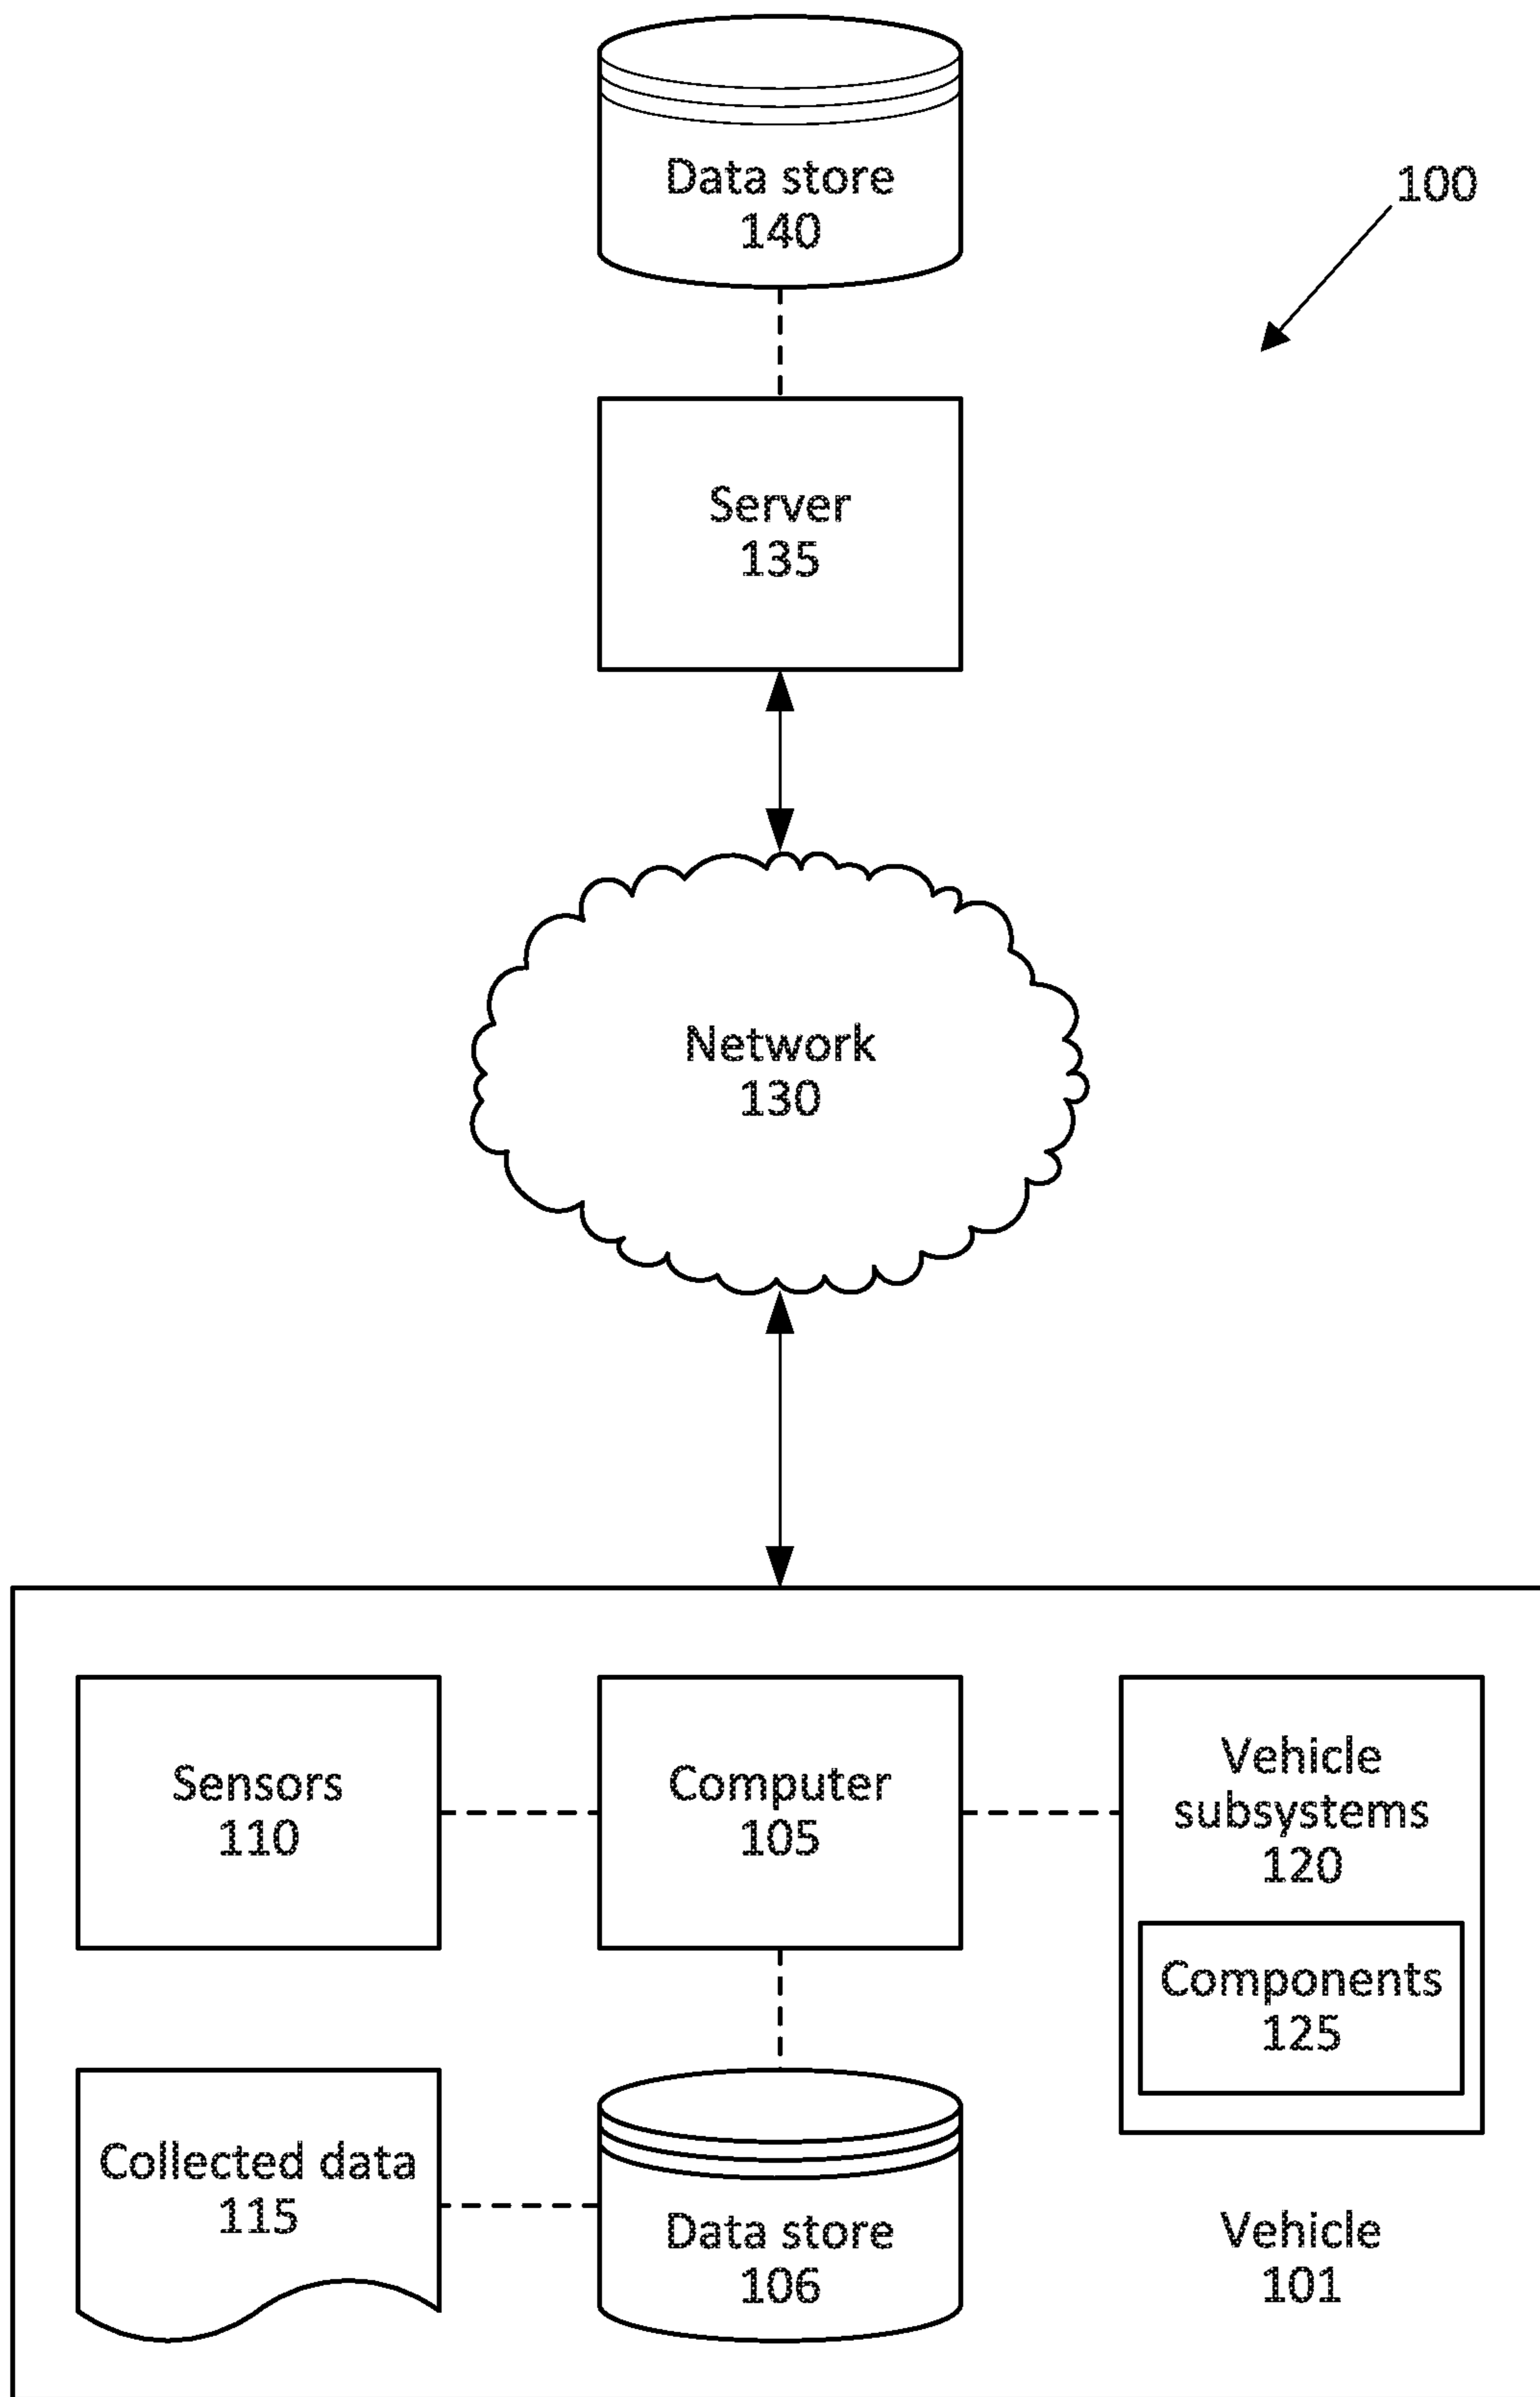 Data store
140
100
Server
135
Network
130
Sensors
110
Computer
105
Vehicle
subsystems
120
Components
125
Collected data
115
Data store
106
Vehicle
101